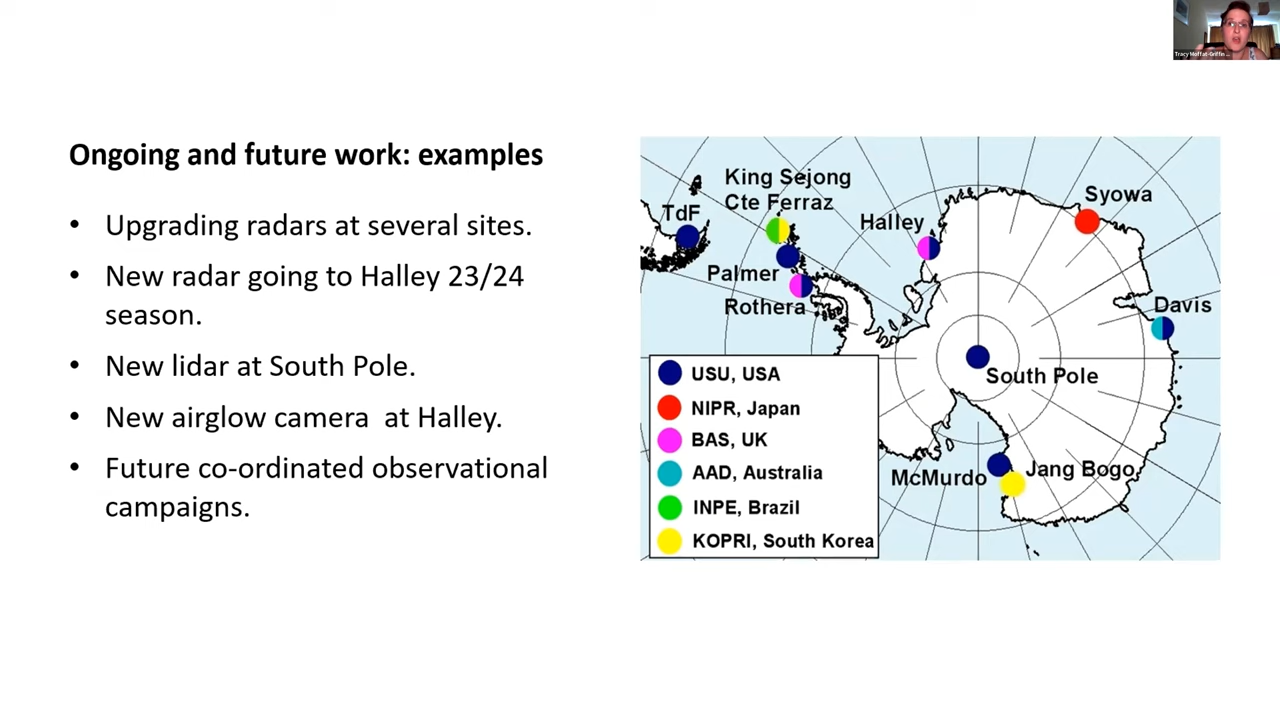 Tracy Moffat-Griffin ...
Ongoing and future work: examples
• Upgrading radars at several sites.
• New radar going to Halley 23/24
season.
• New lidar at South Pole.
• New airglow camera  at Halley.
• Future co-ordinated observational
campaigns.
King Sejong
Cte Ferraz
TdF
Halley
Syowa
Palmer
Rothera
Davis
South Pole
McMurdo
Jang Bogo
USU, USA
NIPR, Japan
BAS, UK
AAD, Australia
INPE, Brazil
KOPRI, South Korea